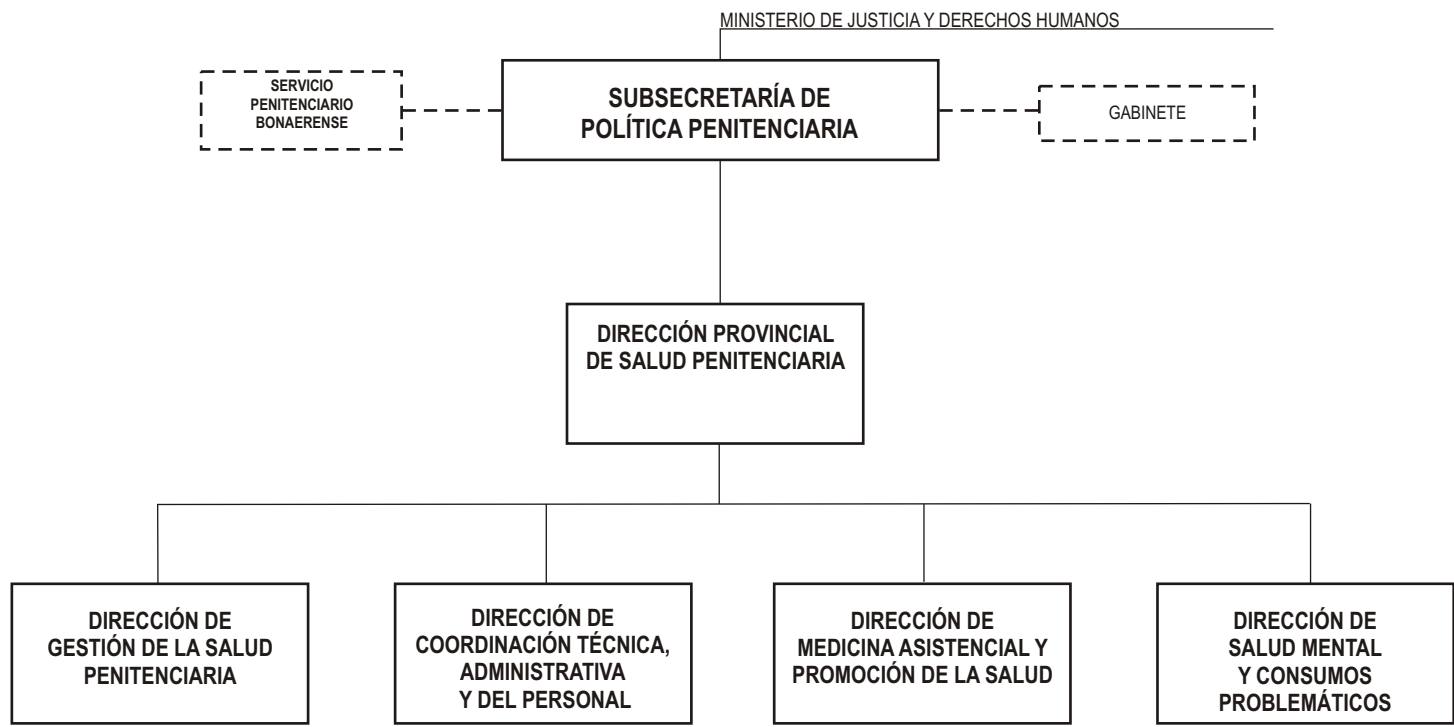 MINISTERIO DE JUSTICIA Y DERECHOS HUMANOS
SERVICIO
PENITENCIARIO
BONAERENSE
SUBSECRETARÍA DE
POLÍTICA PENITENCIARIA
GABINETE
DIRECCIÓN PROVINCIAL
DE SALUD PENITENCIARIA
DIRECCIÓN DE
GESTIÓN DE LA SALUD
PENITENCIARIA
DIRECCIÓN DE
COORDINACIÓN TÉCNICA,
ADMINISTRATIVA
Y DEL PERSONAL
DIRECCIÓN DE
MEDICINA ASISTENCIAL Y
PROMOCIÓN DE LA SALUD
DIRECCIÓN DE
SALUD MENTAL
Y CONSUMOS
PROBLEMÁTICOS